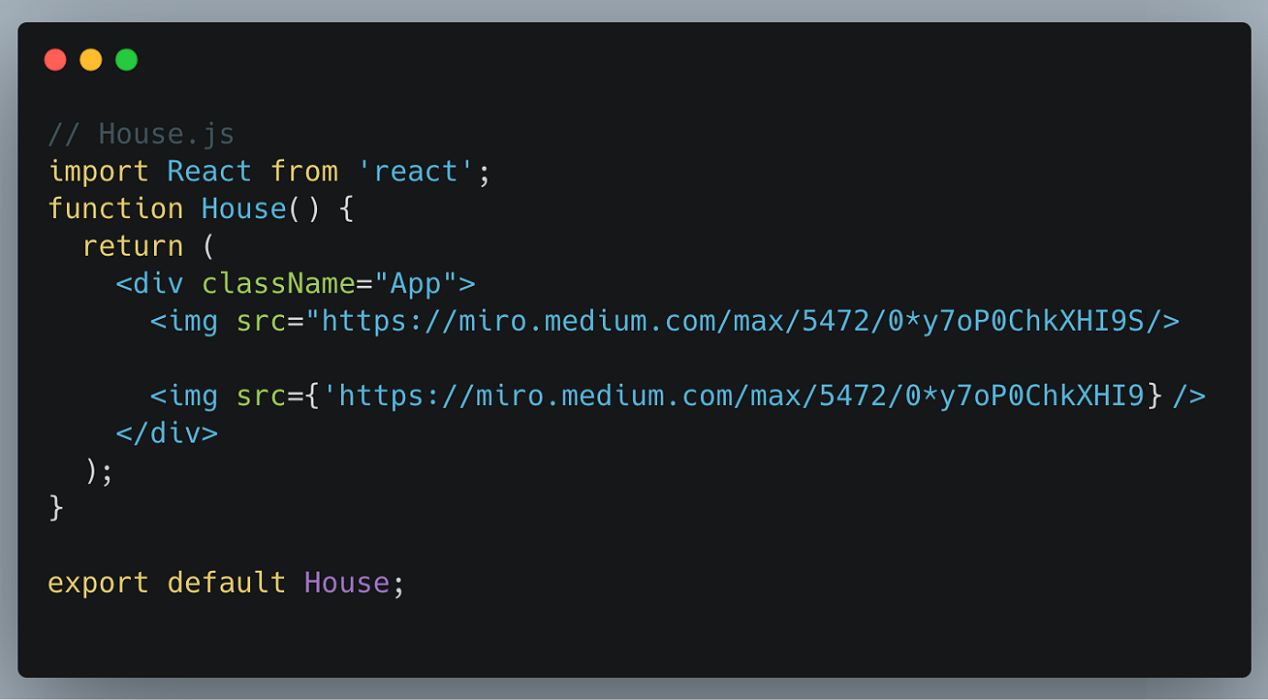 // House.js
import React from 'react';
function House() {
return (
<div className="App">
<img src="https://miro.medium.com/max/5472/0*y7oP0ChkXHI9S/>
<img src={'https://miro.medium.com/max/5472/0*y7oP0ChkXHI9} />
</div>
);
}
export default House;